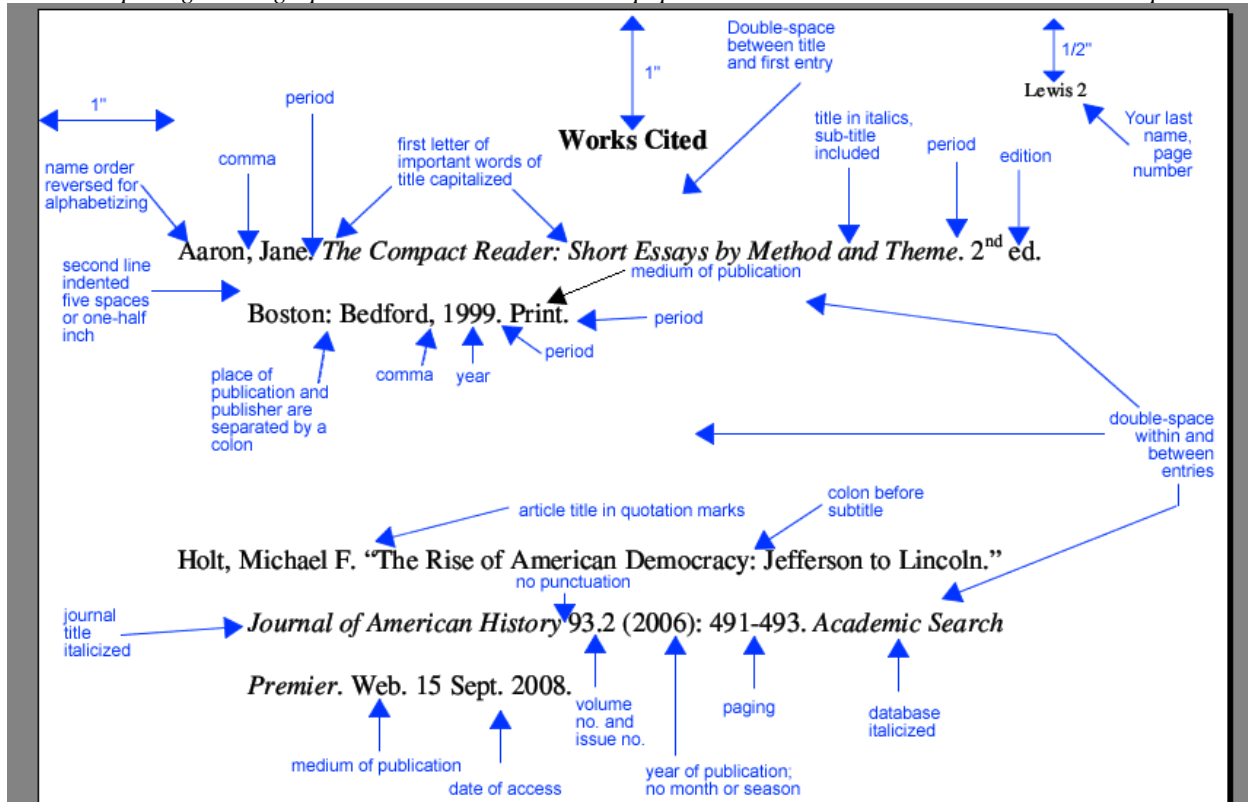 Double-space
between title
and first entry
1"
1/2"
Lewis 2
Your last
name,
page
number
1"
period
Works Cited
title in italics,
sub-title
included
period
edition
comma
first letter of
important words of
title capitalized
name order
reversed for
alphabetizing
Aaron, Jane. The Compact Reader: Short Essays by Method and Theme. 2nd ed.
second line
indented
five spaces
or one-half
inch
medium of publication
Boston: Bedford, 1999. Print.
period
period
place of
publication and
publisher are
separated by a
colon
comma
year
double-space
within and
between
entries
article title in quotation marks
colon before
subtitle
Holt, Michael F. “The Rise of American Democracy: Jefferson to Lincoln.”
no punctuation
journal
title
italicized
Journal of American History 93.2 (2006): 491-493. Academic Search
Premier. Web. 15 Sept. 2008.
volume
no. and
issue no.
paging
database
italicized
medium of publication
date of access
year of publication;
no month or season